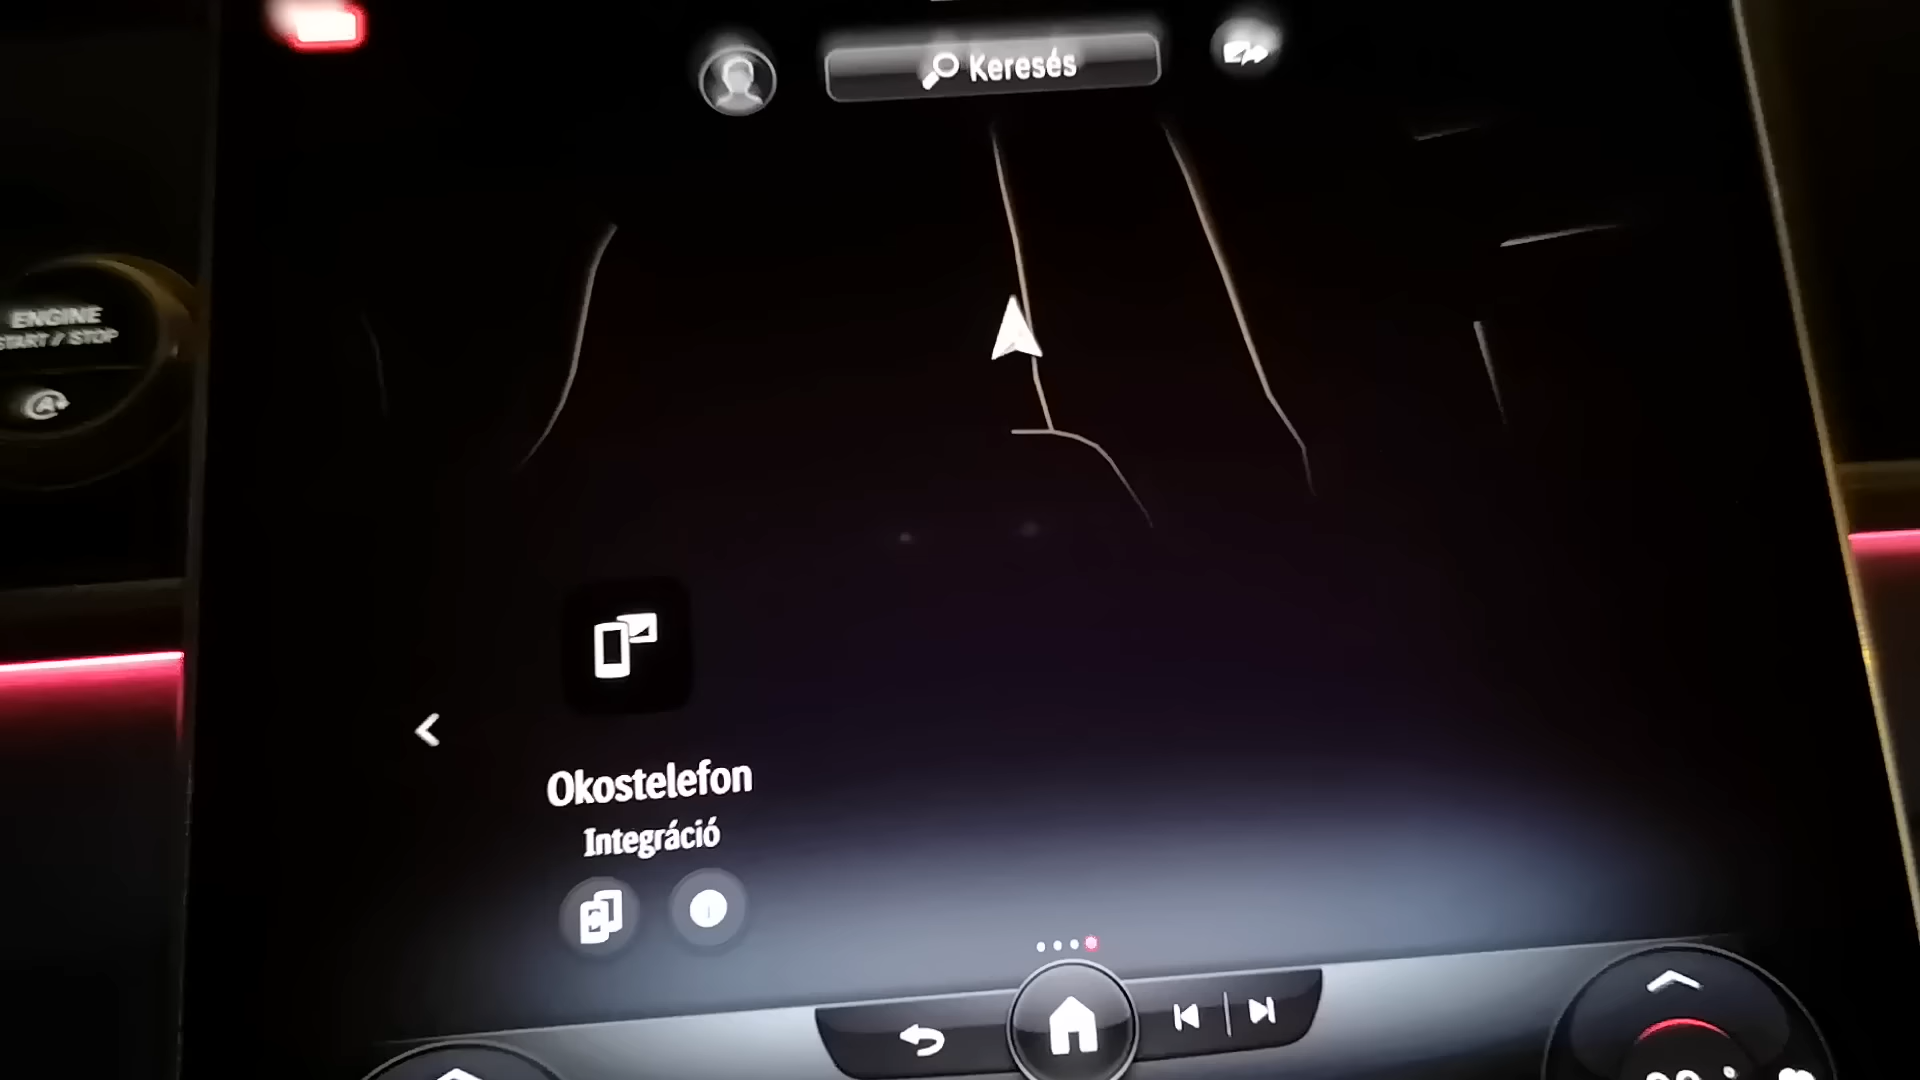 Keresés
ENGINE
START // STOP
A
Okostelefon
Integráció
i